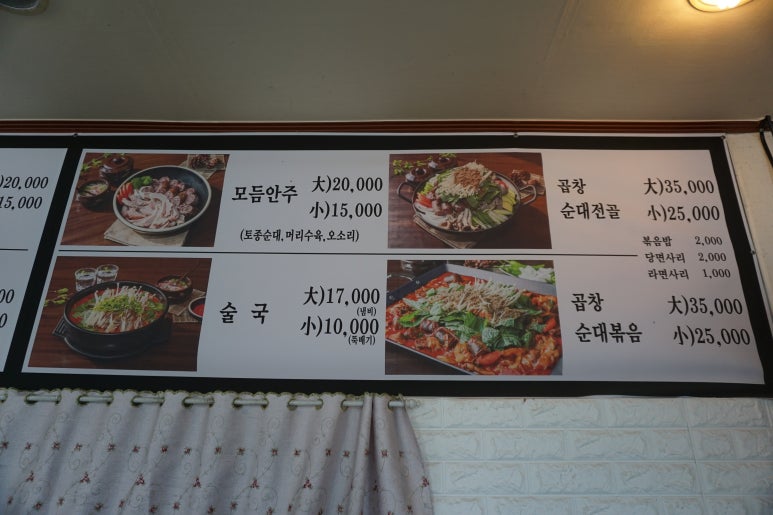 大)20,000
小)15,000
모듬안주
大)20,000
小)15,000
(토종순대,머리수육,오소리)
곱창
순대전골
大)35,000
小)25,000
볶음밥 2,000
당면사리 2,000
라면사리 1,000
술국
大)17,000
(냄비)
小)10,000
(뚝배기)
곱창
순대볶음
大)35,000
小)25,000